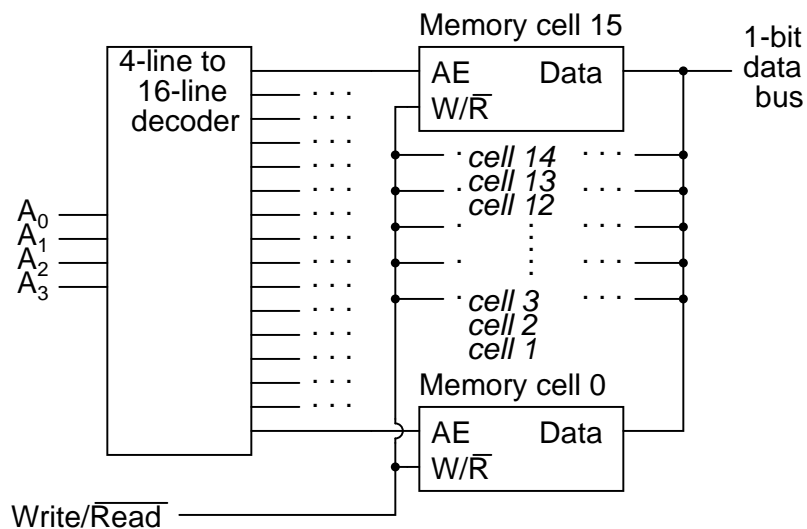 Memory cell 15
1-bit
data
bus
4-line to
16-line
decoder
AE Data
W/R̅
cell 14
cell 13
cell 12
A₀
A₁
A₂
A₃
cell 3
cell 2
cell 1
Memory cell 0
AE Data
W/R̅
Write/R̅e̅a̅d̅